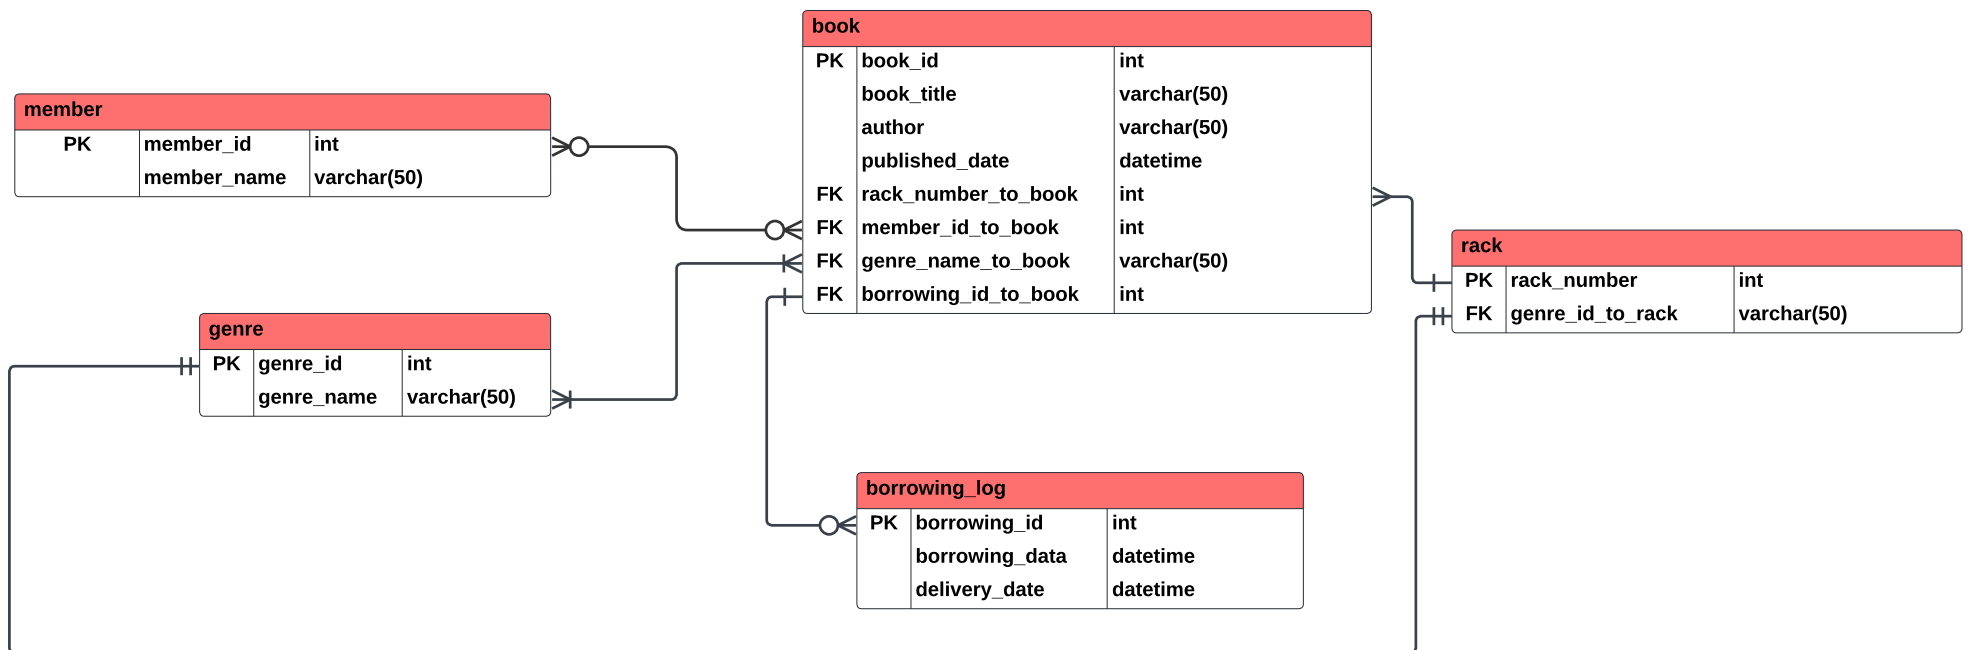 book
PK book_id int
book_title varchar(50)
author varchar(50)
published_date datetime
FK rack_number_to_book int
FK member_id_to_book int
FK genre_name_to_book varchar(50)
FK borrowing_id_to_book int
member
PK member_id int
member_name varchar(50)
rack
PK rack_number int
FK genre_id_to_rack varchar(50)
genre
PK genre_id int
genre_name varchar(50)
borrowing_log
PK borrowing_id int
borrowing_data datetime
delivery_date datetime